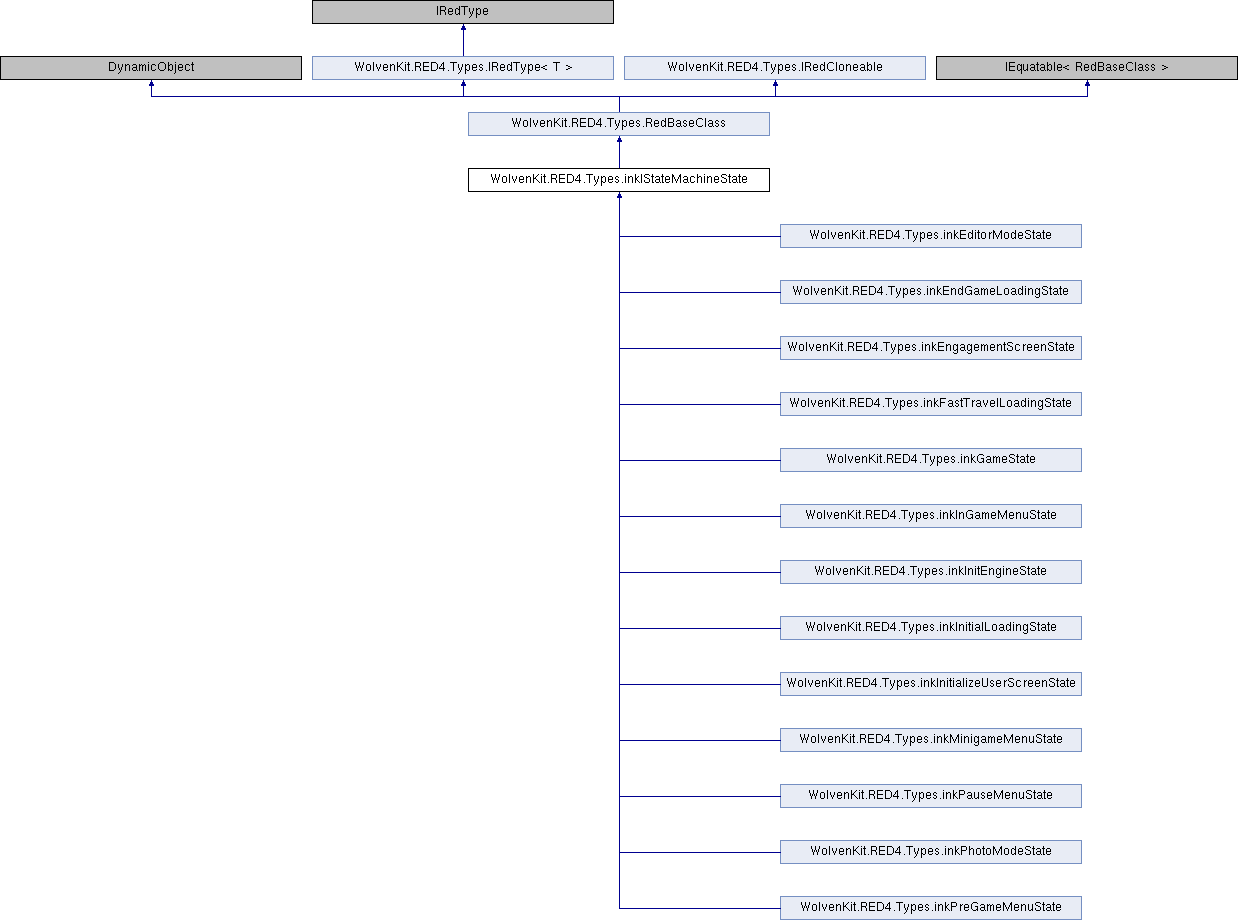 IRedType
DynamicObject
WolvenKit.RED4.Types.IRedType< T >
WolvenKit.RED4.Types.IRedCloneable
IEquatable< RedBaseClass >
WolvenKit.RED4.Types.RedBaseClass
WolvenKit.RED4.Types.inkIStateMachineState
WolvenKit.RED4.Types.inkEditorModeState
WolvenKit.RED4.Types.inkEndGameLoadingState
WolvenKit.RED4.Types.inkEngagementScreenState
WolvenKit.RED4.Types.inkFastTravelLoadingState
WolvenKit.RED4.Types.inkGameState
WolvenKit.RED4.Types.inkInGameMenuState
WolvenKit.RED4.Types.inkInitEngineState
WolvenKit.RED4.Types.inkInitialLoadingState
WolvenKit.RED4.Types.inkInitializeUserScreenState
WolvenKit.RED4.Types.inkMinigameMenuState
WolvenKit.RED4.Types.inkPauseMenuState
WolvenKit.RED4.Types.inkPhotoModeState
WolvenKit.RED4.Types.inkPreGameMenuState